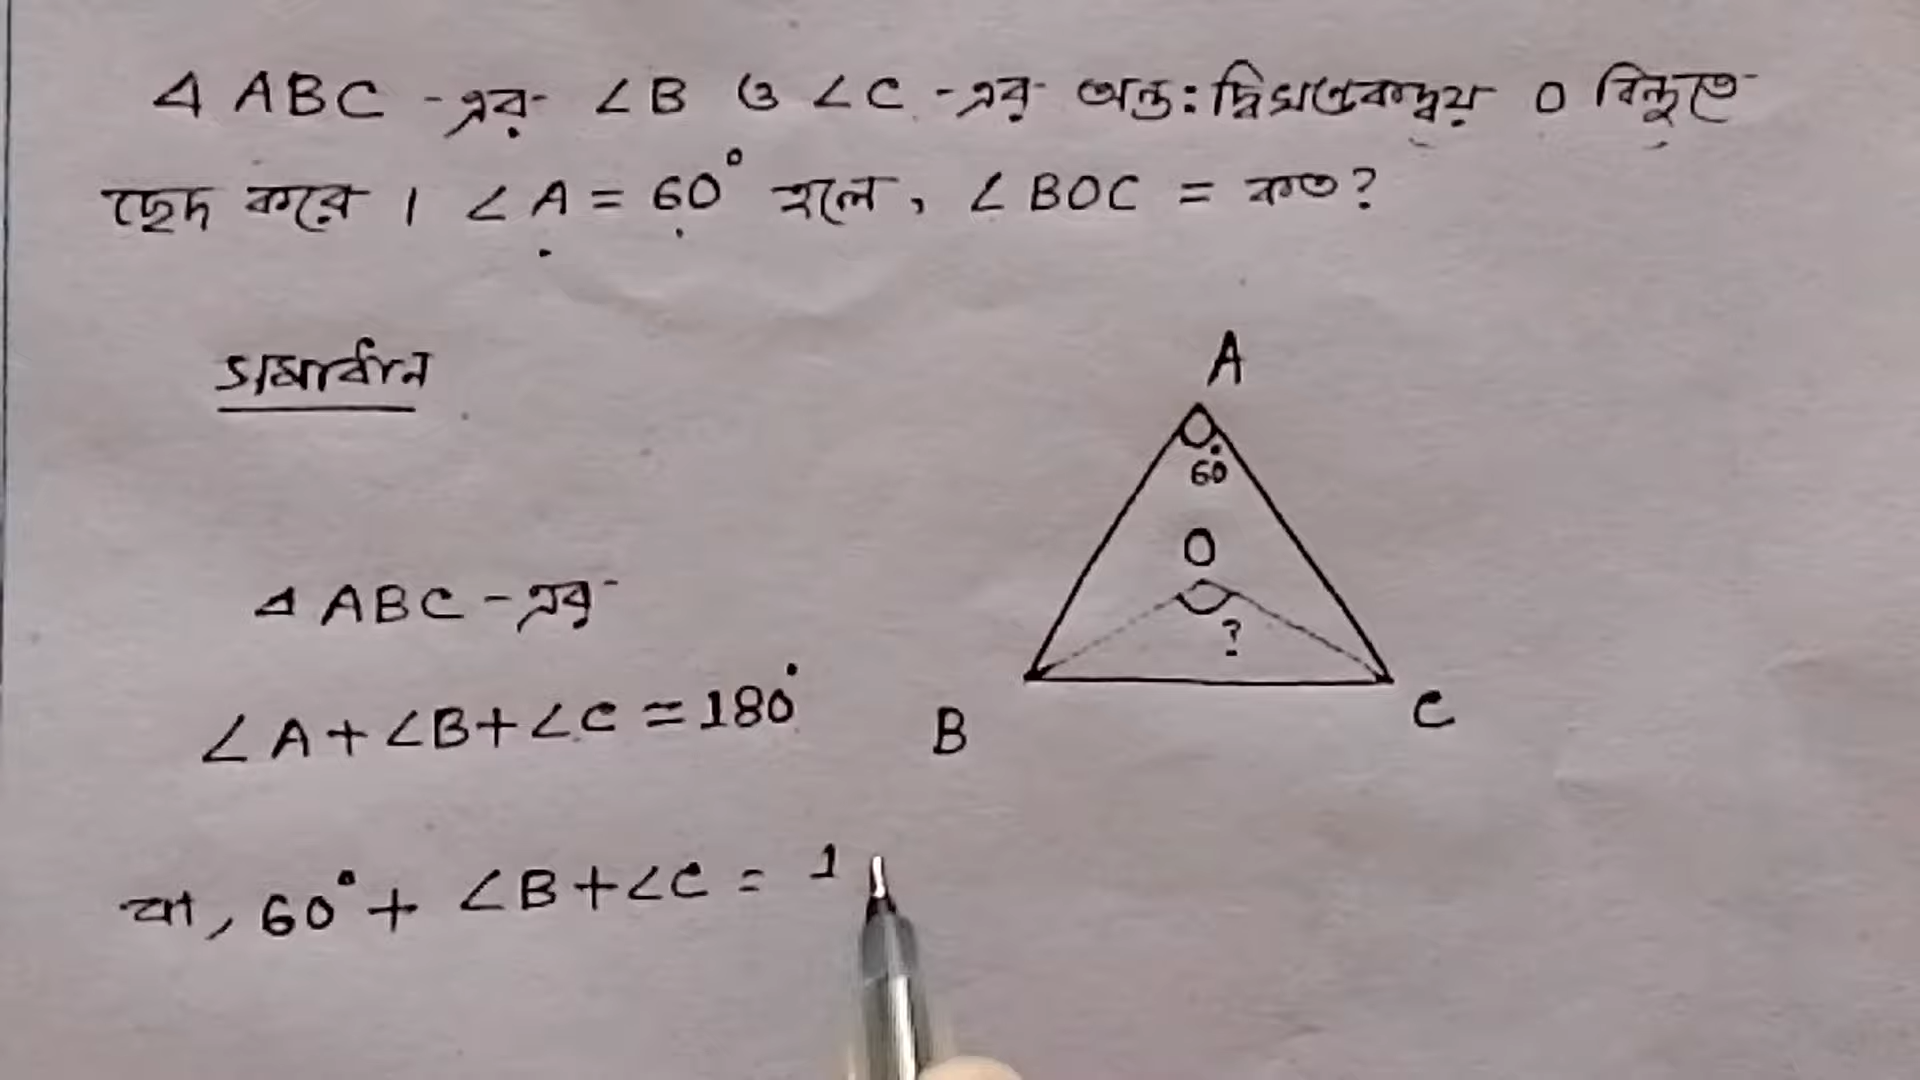 △ ABC -এর ∠B ও ∠C -এর অন্ত:দ্বিখণ্ডকদ্বয় O বিন্দুতে
ছেদ করে । ∠A = 60° হলে, ∠BOC = কত?
সমাধান
A
60°
O
?
B
C
△ ABC -এর
∠A + ∠B + ∠C = 180°
বা, 60° + ∠B + ∠C = 1